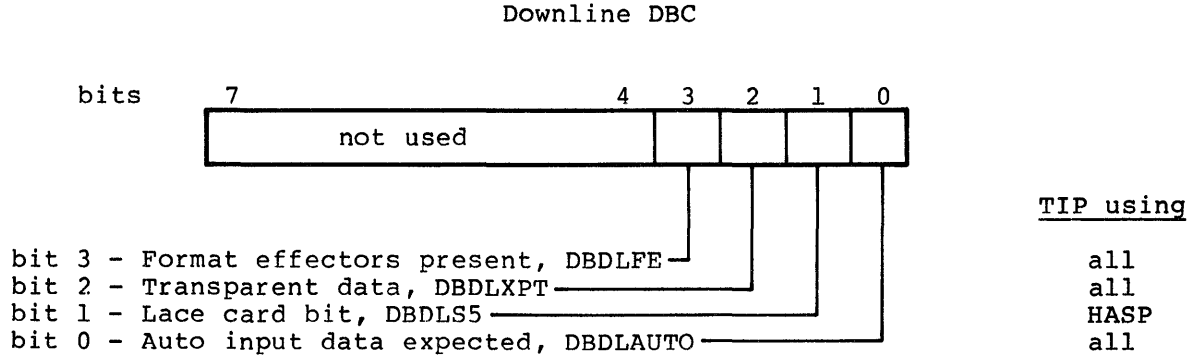 Downline DBC
bits 7 4 3 2 1 0
not used
TIP using
bit 3 - Format effectors present, DBDLFE all
bit 2 - Transparent data, DBDLXPT all
bit 1 - Lace card bit, DBDLS5 HASP
bit 0 - Auto input data expected, DBDLAUTO all